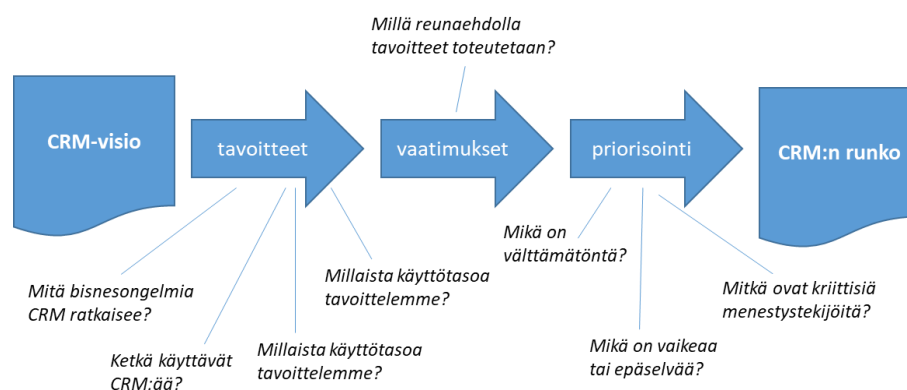 Millä reunaehdolla
tavoitteet toteutetaan?
CRM-visio
tavoitteet
vaatimukset
priorisointi
CRM:n runko
Mitä bisnesongelmia
CRM ratkaisee?
Ketkä käyttävät
CRM:ää?
Millaista käyttötasoa
tavoittelemme?
Millaista käyttötasoa
tavoittelemme?
Mikä on
välttämätöntä?
Mikä on vaikeaa
tai epäselvää?
Mitkä ovat kriittisiä
menestystekijöitä?